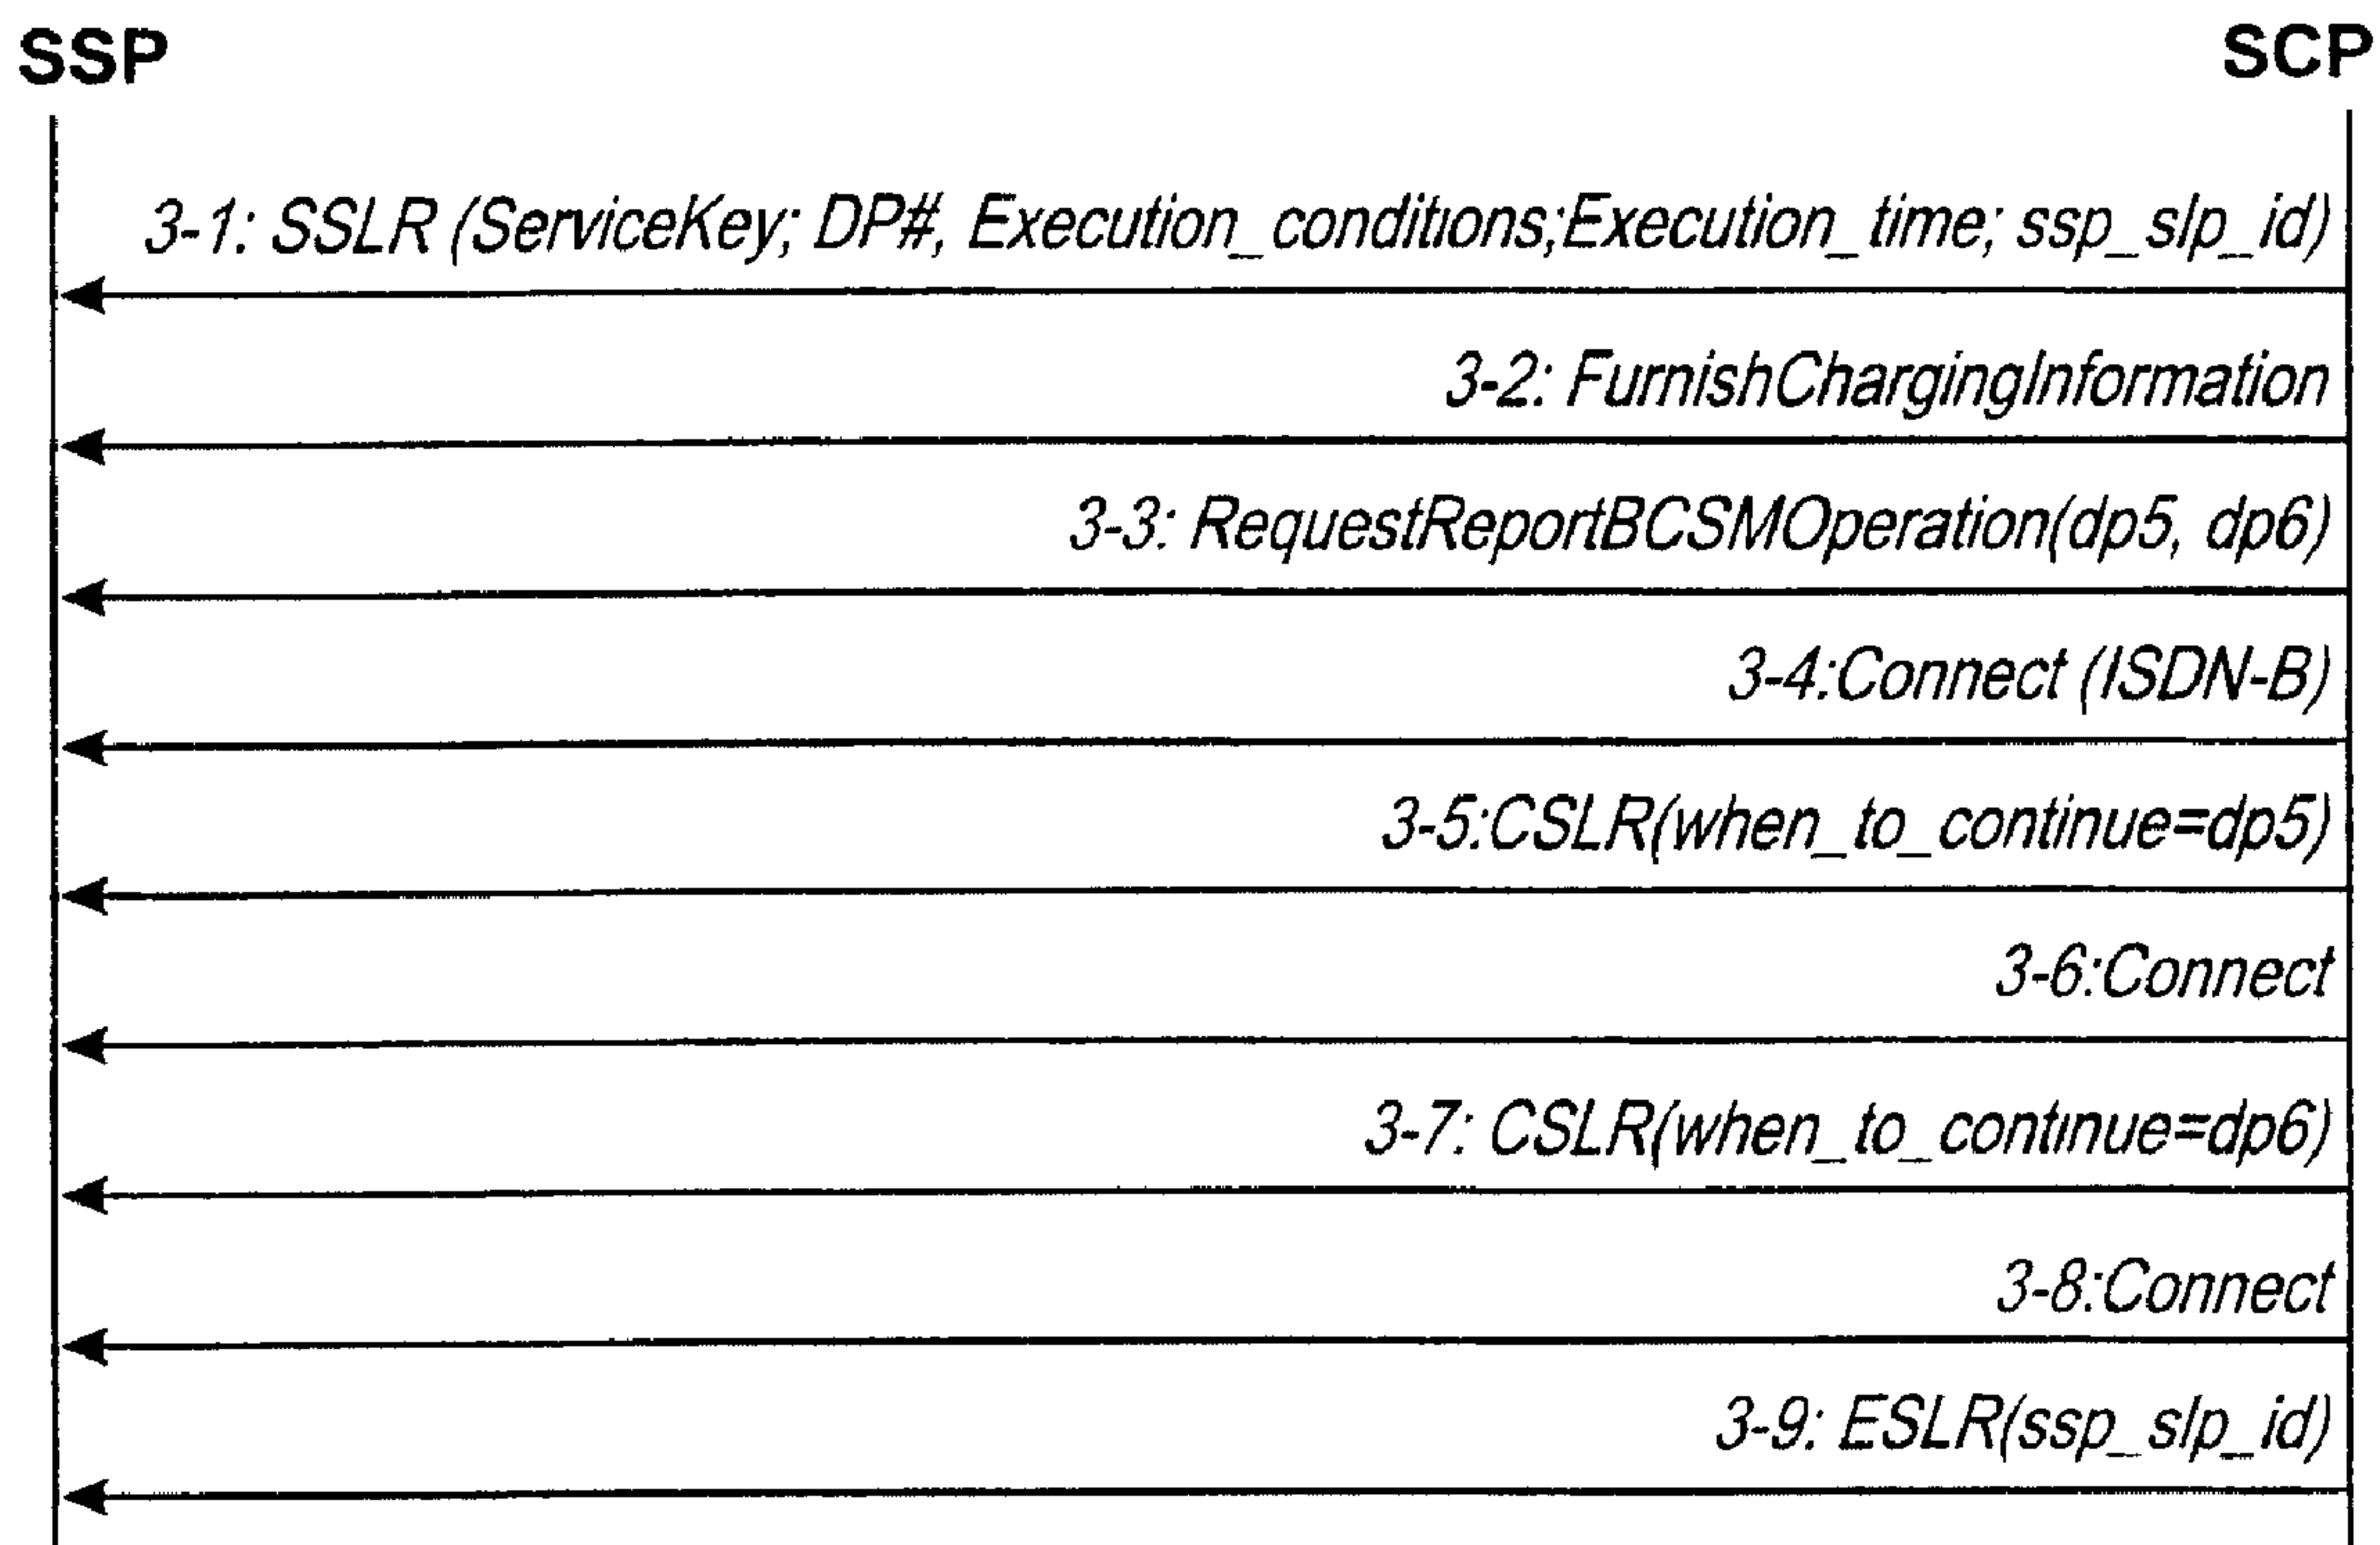 SSP SCP
3-1: SSLR (ServiceKey; DP#, Execution_conditions;Execution_time; ssp_slp_id)
3-2: FurnishChargingInformation
3-3: RequestReportBCSMOperation(dp5, dp6)
3-4:Connect (ISDN-B)
3-5:CSLR(when_to_continue=dp5)
3-6:Connect
3-7: CSLR(when_to_continue=dp6)
3-8:Connect
3-9: ESLR(ssp_slp_id)